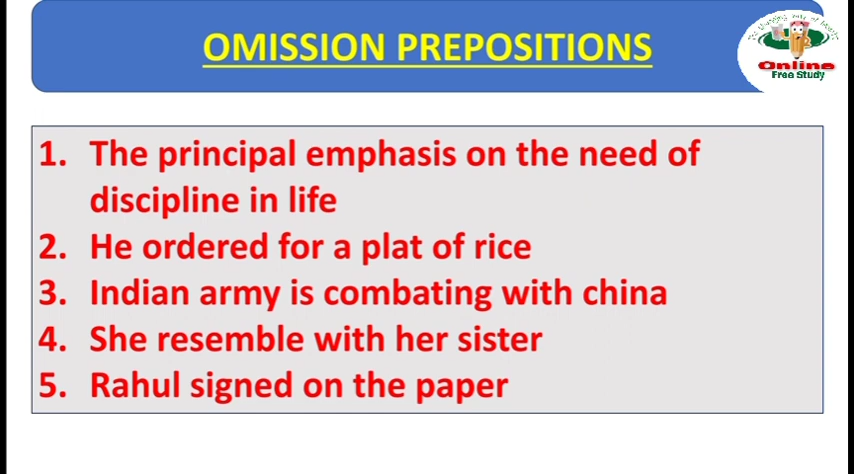 OMISSION PREPOSITIONS
Online
Free Study
1. The principal emphasis on the need of
discipline in life
2. He ordered for a plat of rice
3. Indian army is combating with china
4. She resemble with her sister
5. Rahul signed on the paper